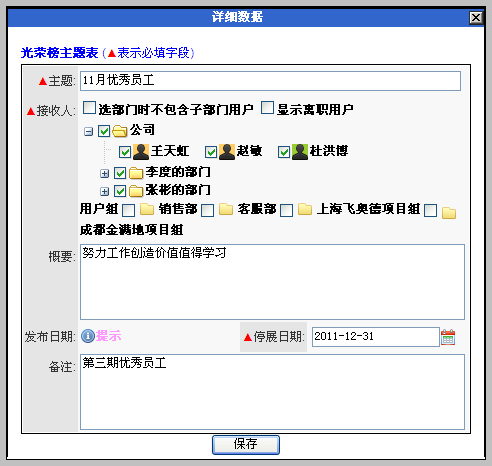 详细数据
光荣榜主题表 (▲表示必填字段)
▲主题: 11月优秀员工
▲接收人: 选部门时不包含子部门用户 显示离职用户
公司
王天虹 赵敏 杜洪博
李度的部门
张彬的部门
用户组 销售部 客服部 上海飞奥德项目组
成都金满地项目组
概要: 努力工作创造价值值得学习
发布日期: 提示 ▲停展日期: 2011-12-31
备注: 第三期优秀员工
保存